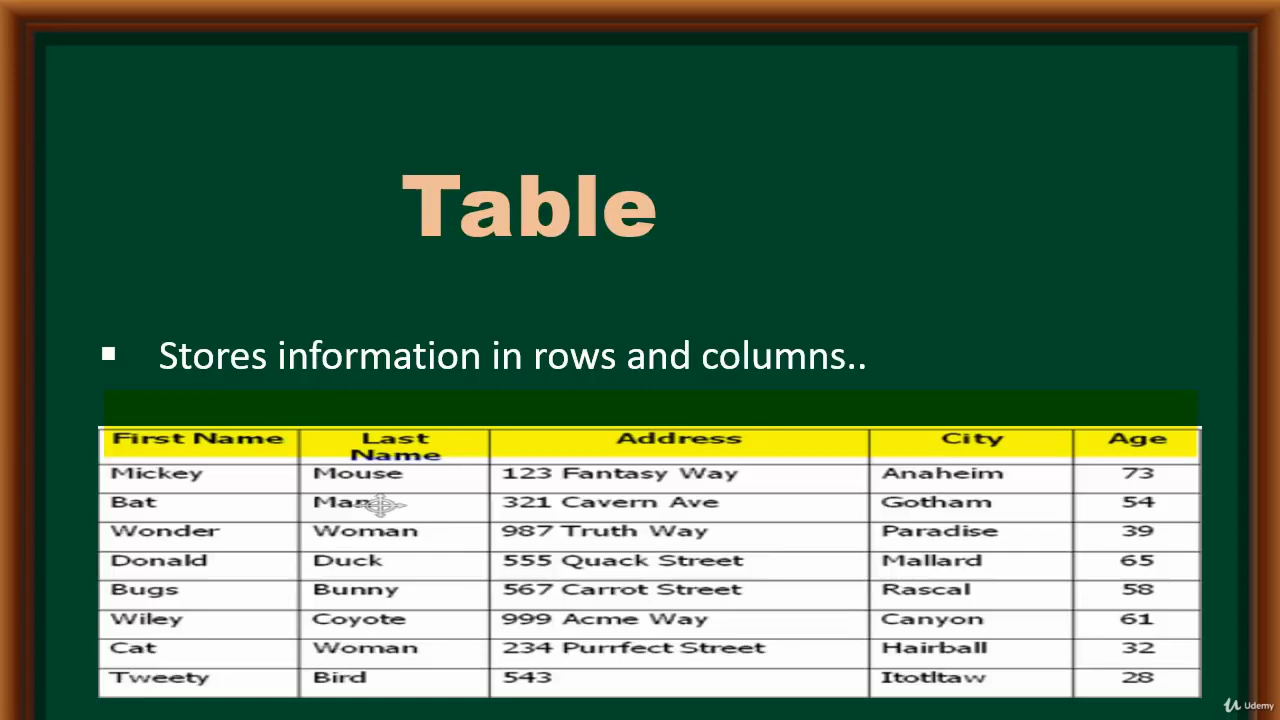 Table
Stores information in rows and columns..
First Name Last Name Address City Age
Mickey Mouse 123 Fantasy Way Anaheim 73
Bat Man 321 Cavern Ave Gotham 54
Wonder Woman 987 Truth Way Paradise 39
Donald Duck 555 Quack Street Mallard 65
Bugs Bunny 567 Carrot Street Rascal 58
Wiley Coyote 999 Acme Way Canyon 61
Cat Woman 234 Purrfect Street Hairball 32
Tweety Bird 543 Itotltaw 28
Udemy